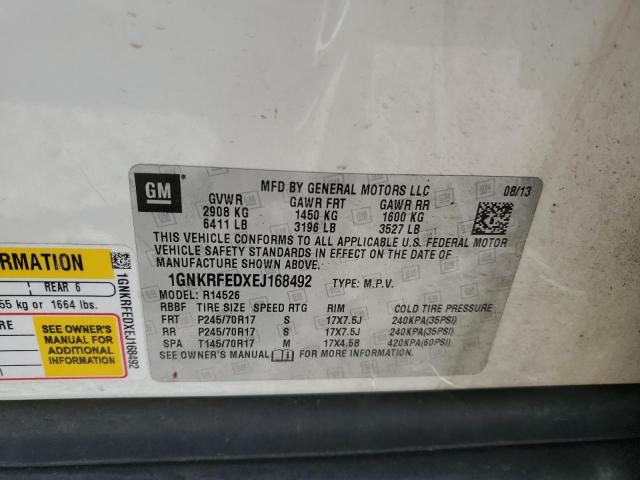 GM
MFD BY GENERAL MOTORS LLC 08/13
GVWR GAWR FRT GAWR RR
2908 KG 1450 KG 1600 KG
6411 LB 3196 LB 3527 LB
THIS VEHICLE CONFORMS TO ALL APPLICABLE U.S. FEDERAL MOTOR
VEHICLE SAFETY STANDARDS IN EFFECT ON THE DATE OF
MANUFACTURE SHOWN ABOVE.
1GNKRFEDXEJ168492 TYPE: M.P.V.
MODEL: R14526
RBBF TIRE SIZE SPEED RTG RIM COLD TIRE PRESSURE
FRT P245/70R17 S 17X7.5J 240KPA(35PSI)
RR P245/70R17 S 17X7.5J 240KPA(35PSI)
SPA T145/70R17 M 17X4.5B 420KPA(60PSI)
SEE OWNER'S MANUAL FOR MORE INFORMATION.
REAR 6
kg or 1664 lbs.
SEE OWNER'S
MANUAL FOR
ADDITIONAL
INFORMATION
1GNKRFEDXEJ168492